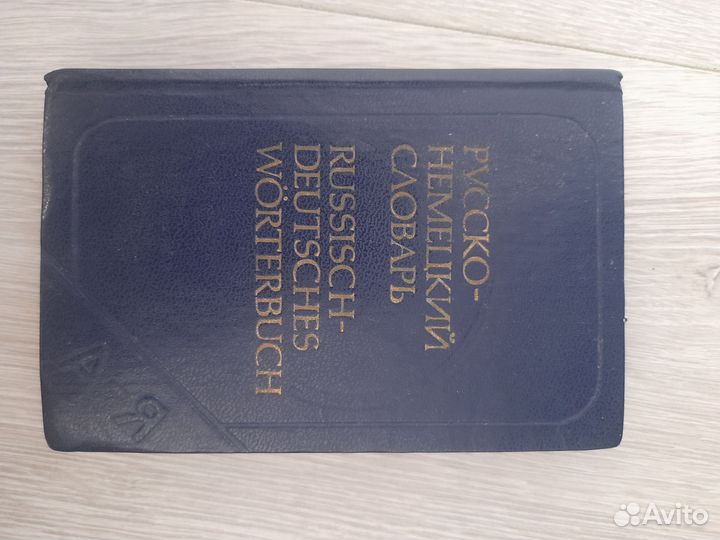 РУССКО-
НЕМЕЦКИЙ
СЛОВАРЬ
RUSSISCH-
DEUTSCHES
WÖRTERBUCH
А Я
Avito